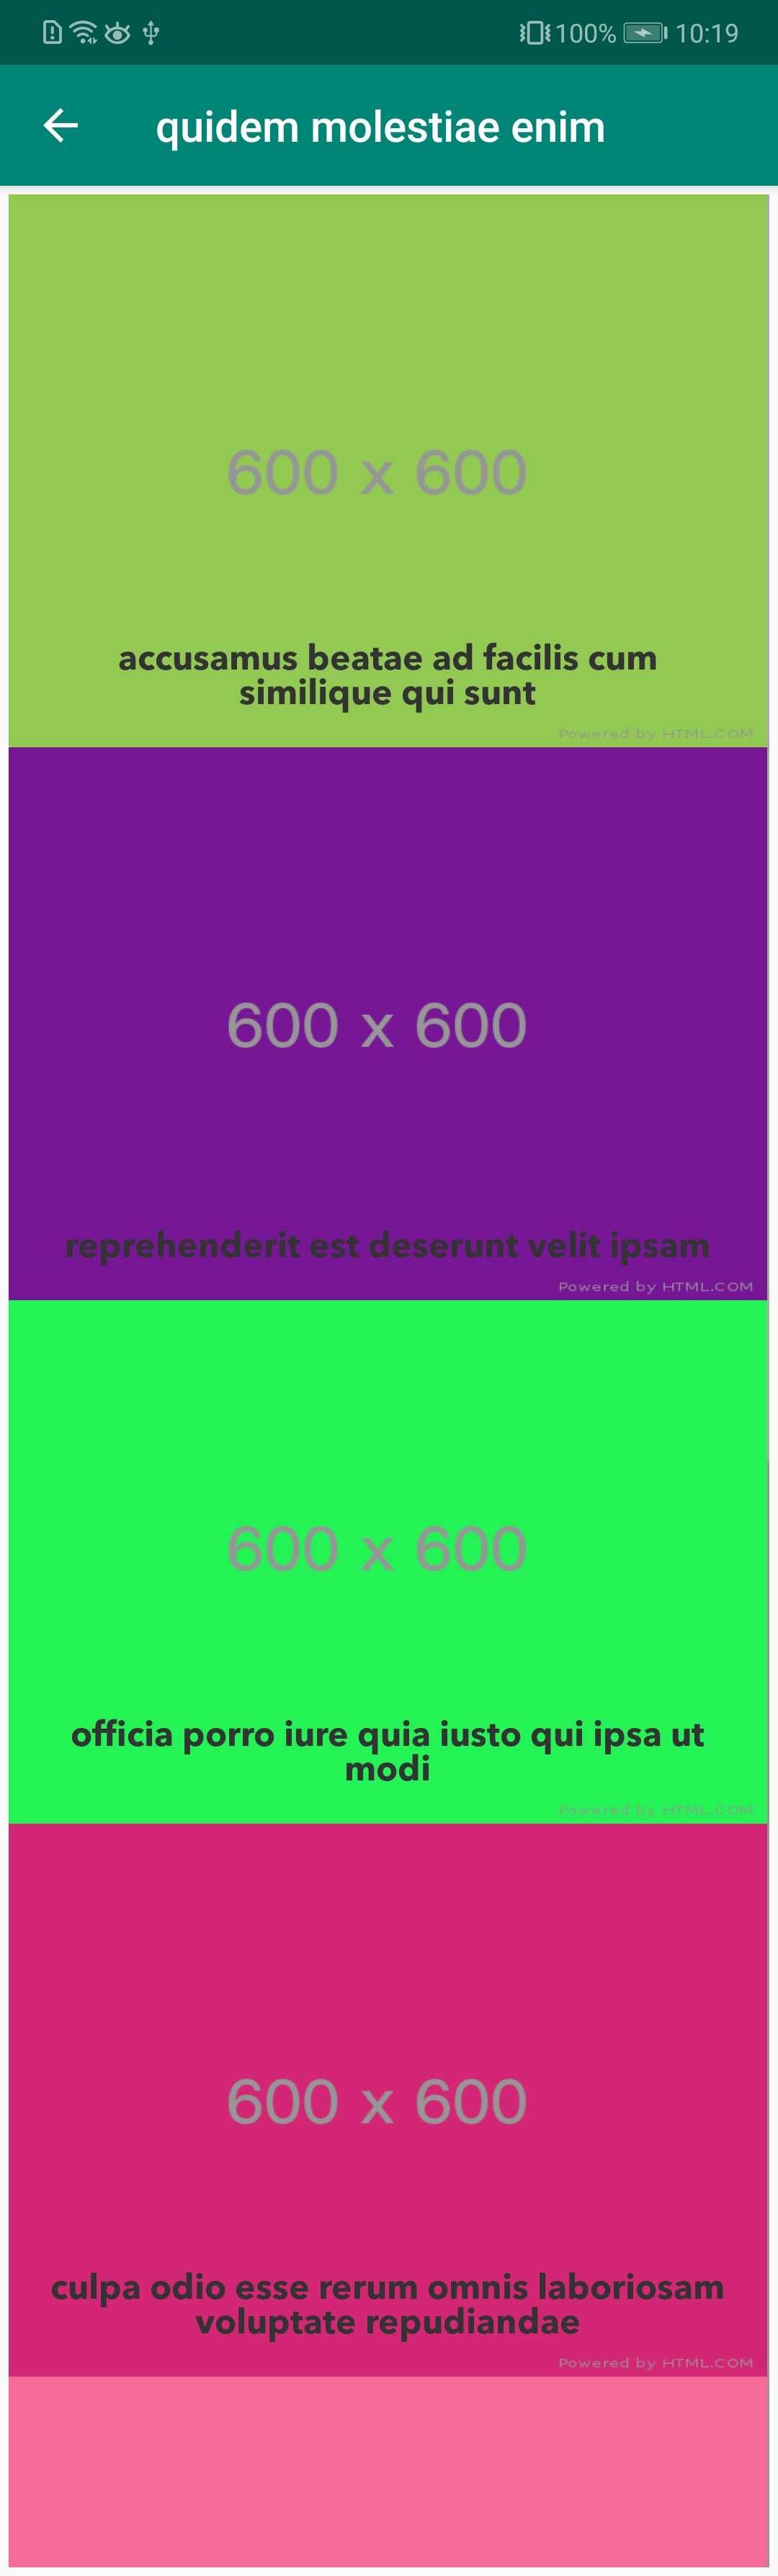 100% 10:19
quidem molestiae enim
600 x 600
accusamus beatae ad facilis cum
similique qui sunt
Powered by HTML.COM
600 x 600
reprehenderit est deserunt velit ipsam
Powered by HTML.COM
600 x 600
officia porro iure quia iusto qui ipsa ut
modi
Powered by HTML.COM
600 x 600
culpa odio esse rerum omnis laboriosam
voluptate repudiandae
Powered by HTML.COM